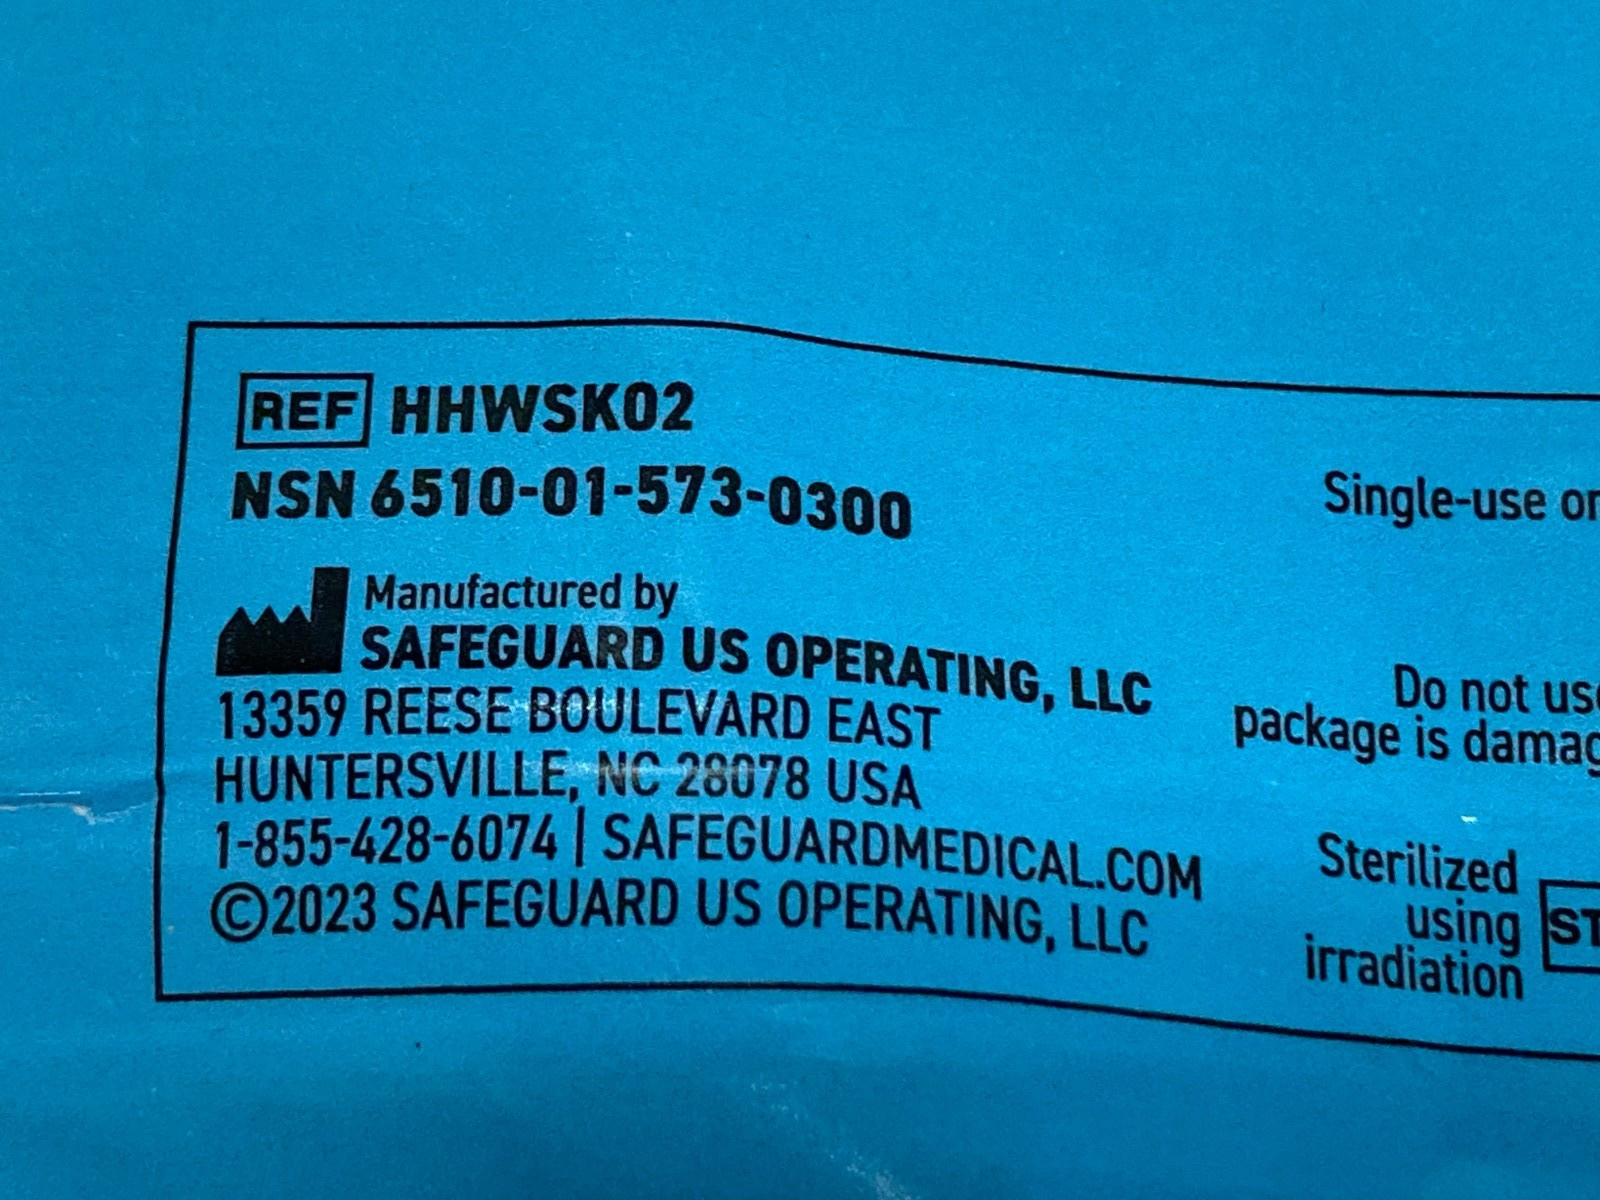 REF HHWSK02
NSN 6510-01-573-0300
Manufactured by
SAFEGUARD US OPERATING, LLC
13359 REESE BOULEVARD EAST
HUNTERSVILLE, NC 28078 USA
1-855-428-6074 | SAFEGUARDMEDICAL.COM
©2023 SAFEGUARD US OPERATING, LLC
Single-use
Do not
package is
Sterilized
using
irradiation